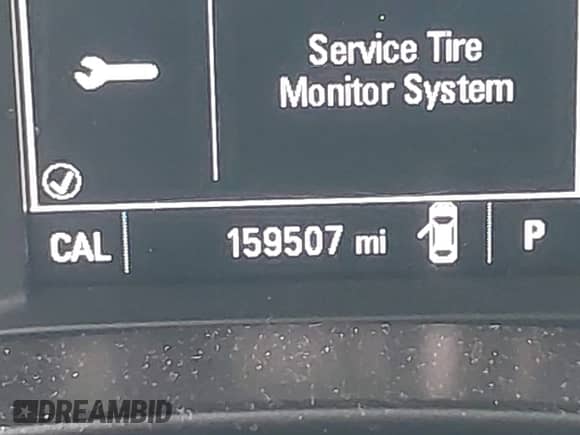 Service Tire
Monitor System
CAL 159507 mi P
DREAMBID